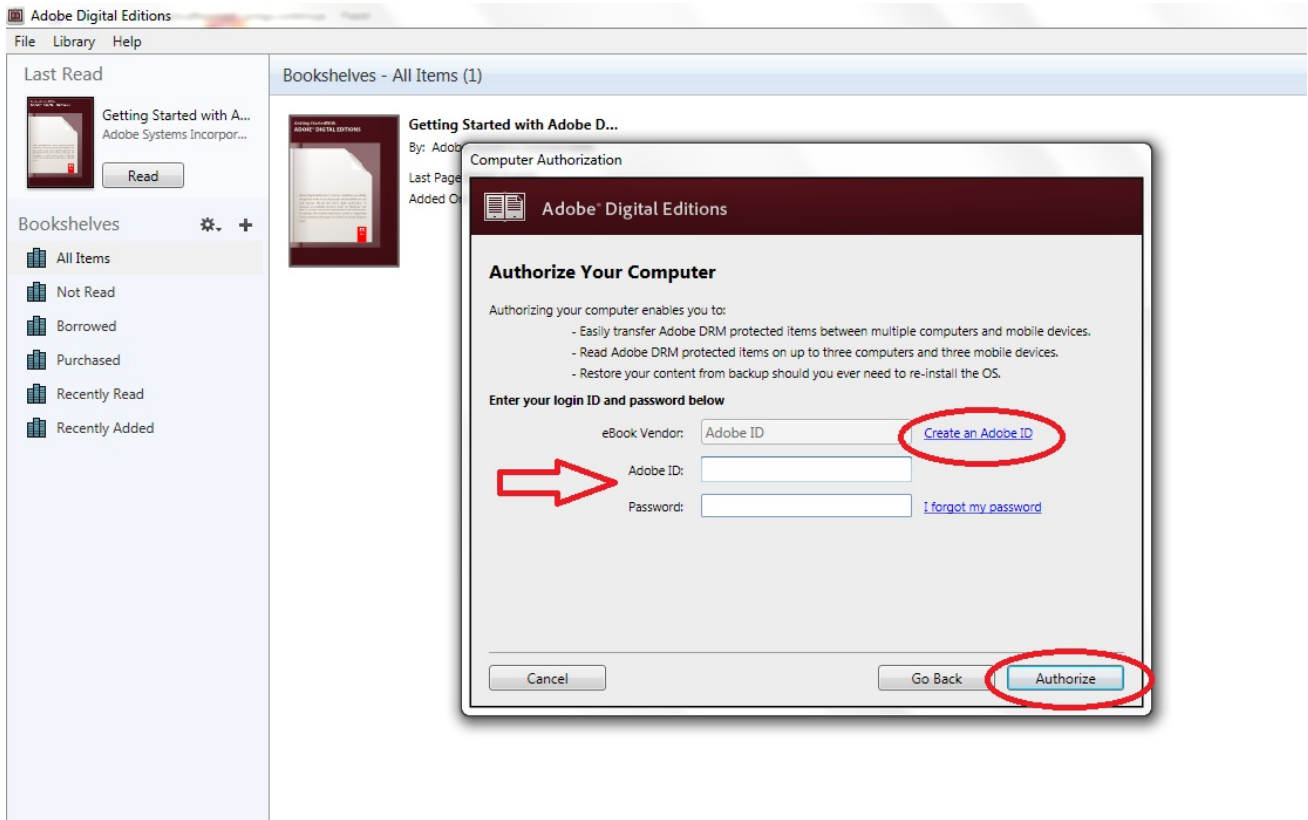 Adobe Digital Editions
File Library Help
Last Read
Getting Started with A...
Adobe Systems Incorpor...
Read
Bookshelves
All Items
Not Read
Borrowed
Purchased
Recently Read
Recently Added
Bookshelves - All Items (1)
ADOBE® DIGITAL EDITIONS
Getting Started with Adobe D...
By: Adob
Last Page
Added O
Computer Authorization
Adobe® Digital Editions
Authorize Your Computer
Authorizing your computer enables you to:
- Easily transfer Adobe DRM protected items between multiple computers and mobile devices.
- Read Adobe DRM protected items on up to three computers and three mobile devices.
- Restore your content from backup should you ever need to re-install the OS.
Enter your login ID and password below
eBook Vendor: Adobe ID Create an Adobe ID
Adobe ID:
Password: I forgot my password
Cancel Go Back Authorize